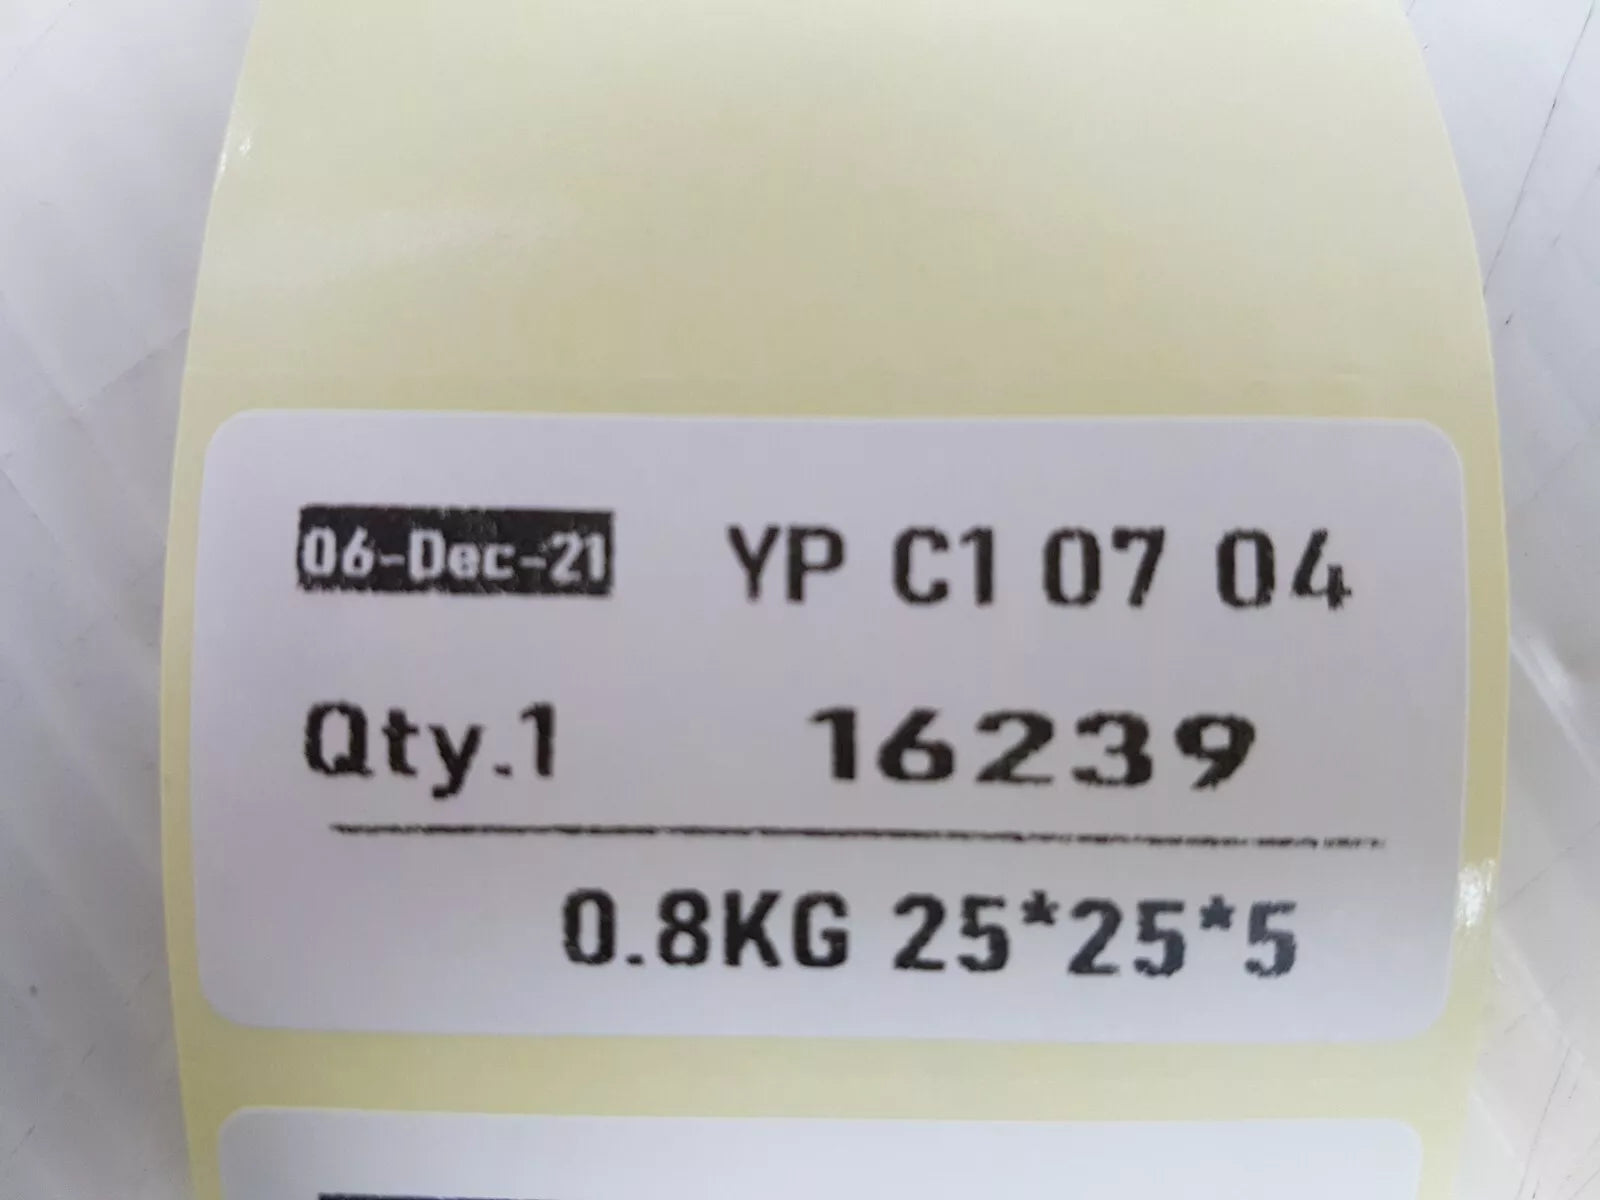 06-Dec-21 YP C1 07 04
Qty.1 16239
0.8KG 25*25*5